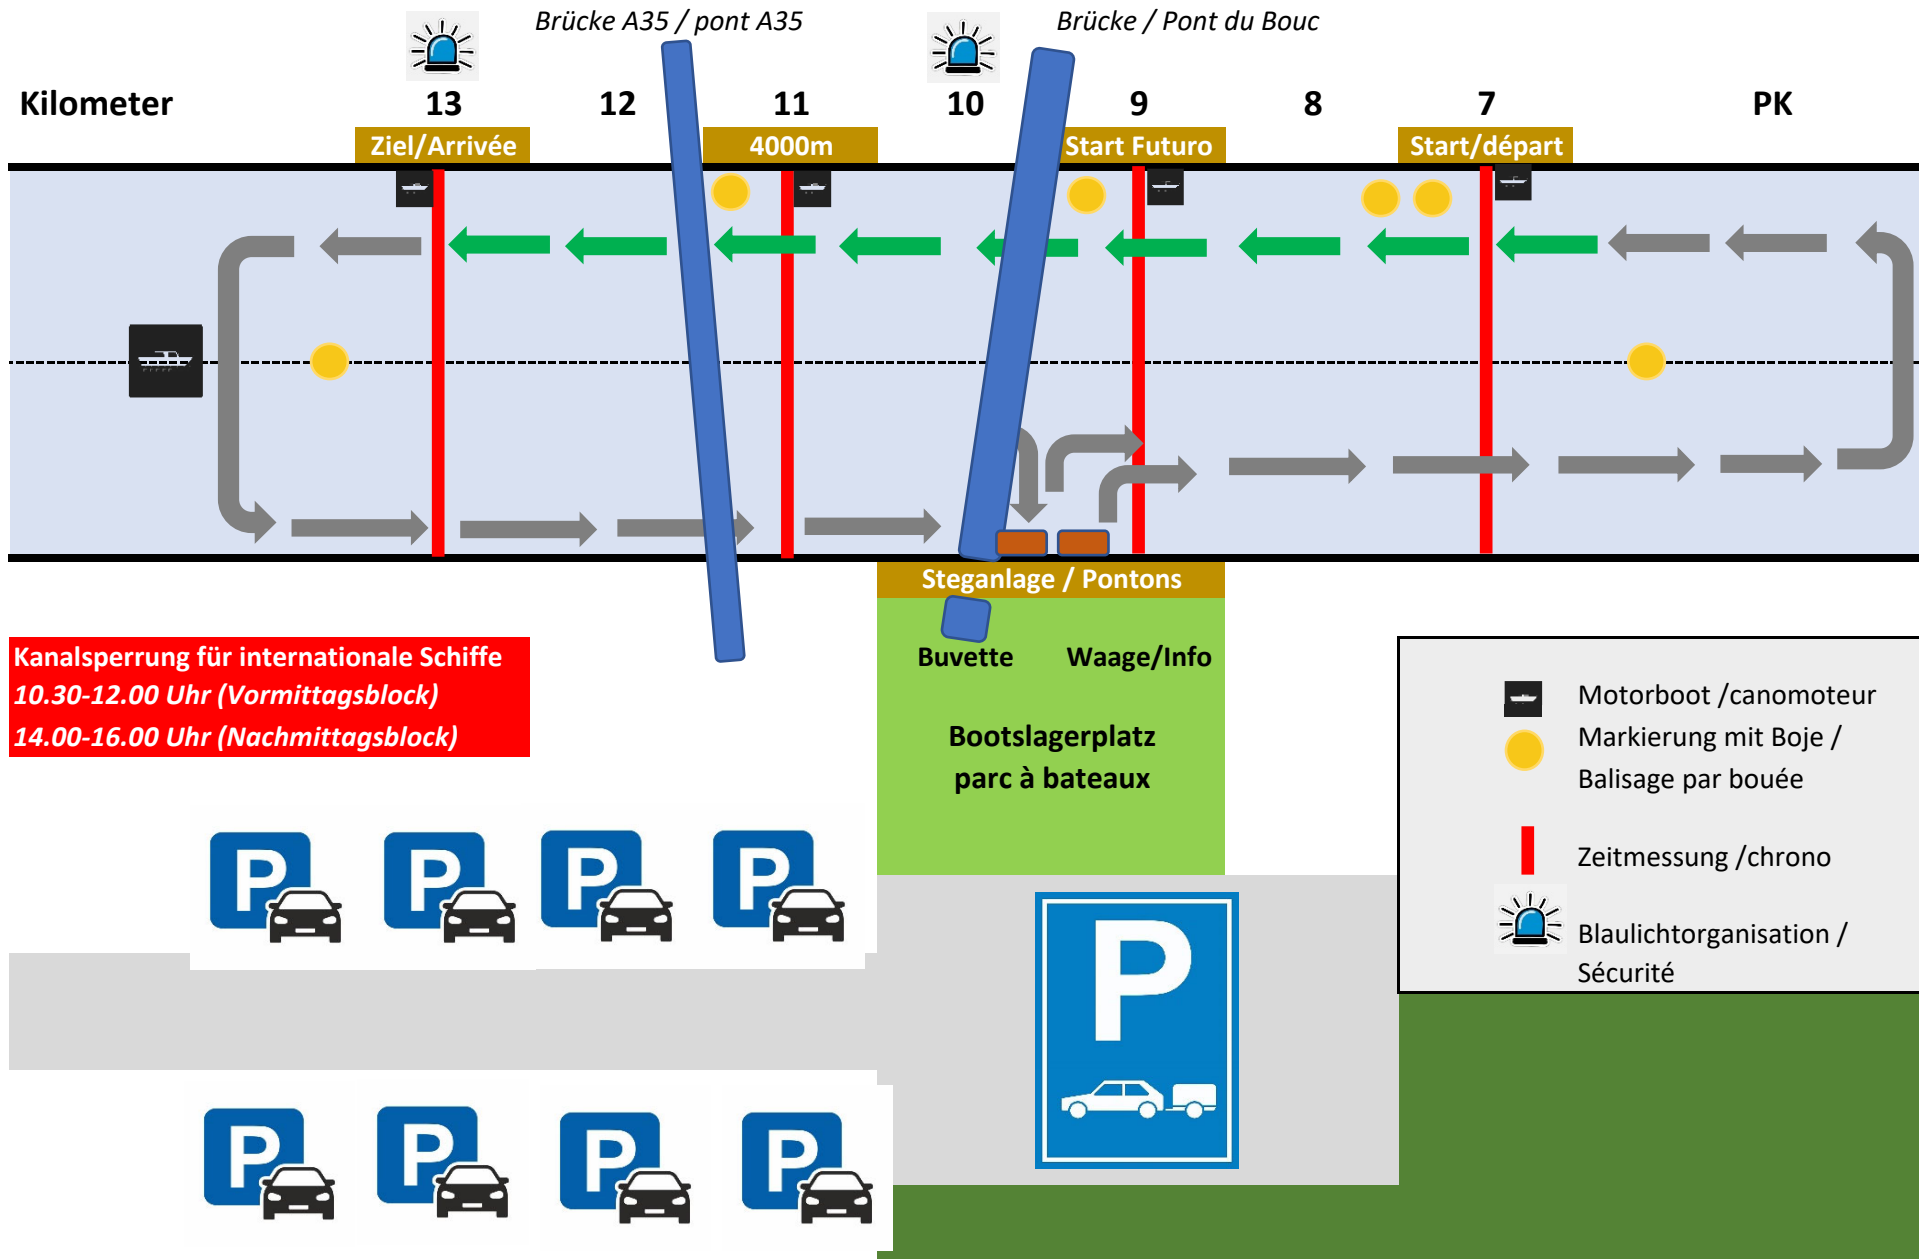 Brücke A35 / pont A35
Brücke / Pont du Bouc
Kilometer 13 12 11 10 9 8 7 PK
Ziel/Arrivée 4000m Start Futuro Start/départ
Steganlage / Pontons
Buvette Waage/Info
Bootslagerplatz
parc à bateaux
Kanalsperrung für internationale Schiffe
10.30-12.00 Uhr (Vormittagsblock)
14.00-16.00 Uhr (Nachmittagsblock)
Motorboot /canomoteur
Markierung mit Boje /
Balisage par bouée
Zeitmessung /chrono
Blaulichtorganisation /
Sécurité
P P P P
P
P P P P